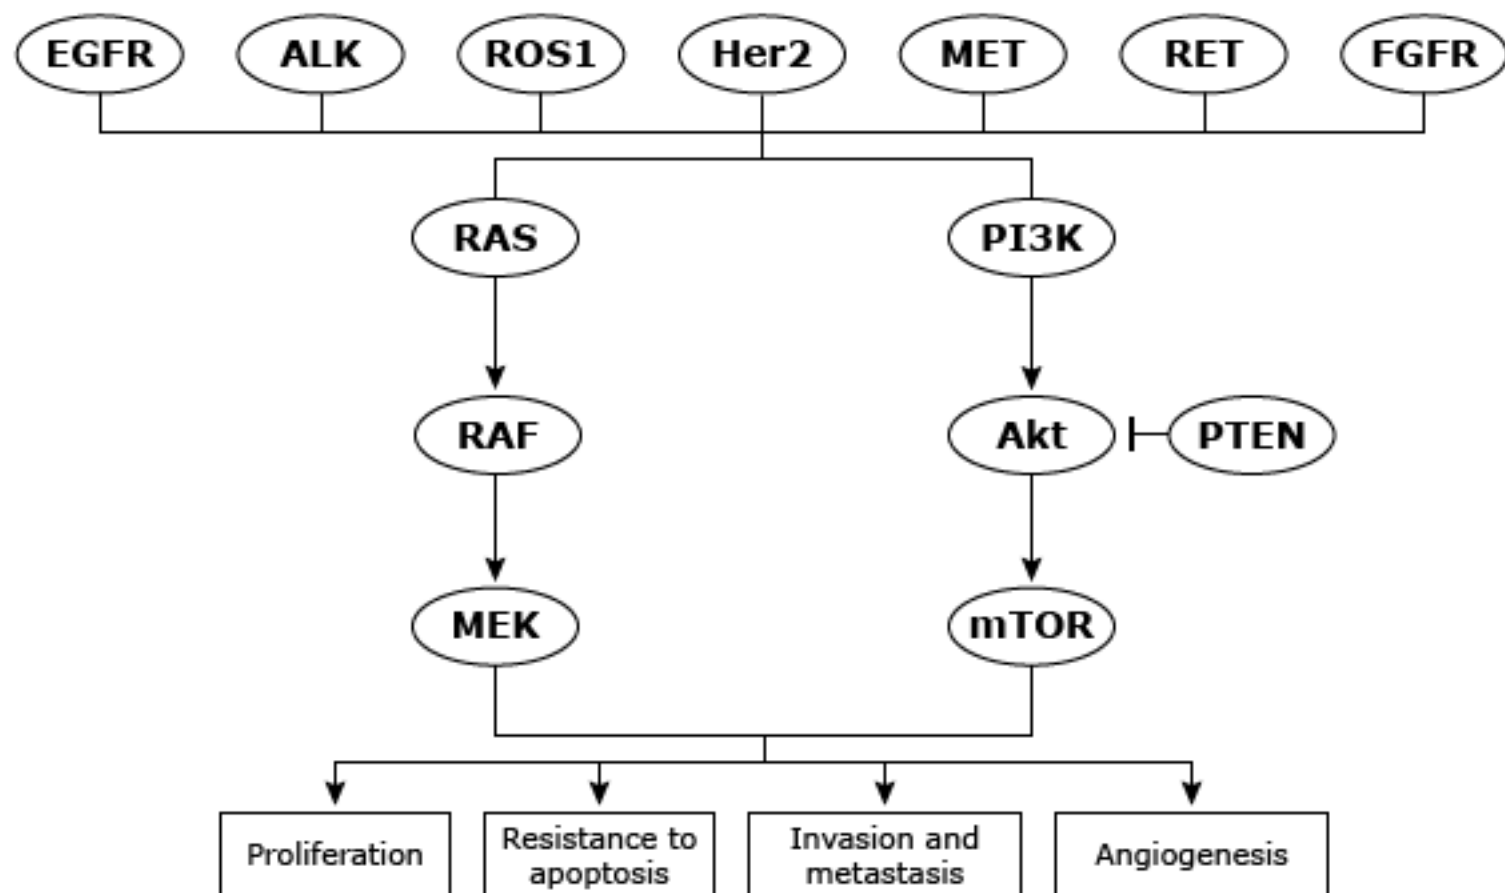 EGFR
ALK
ROS1
Her2
MET
RET
FGFR
RAS
PI3K
RAF
Akt
PTEN
MEK
mTOR
Proliferation
Resistance to
apoptosis
Invasion and
metastasis
Angiogenesis